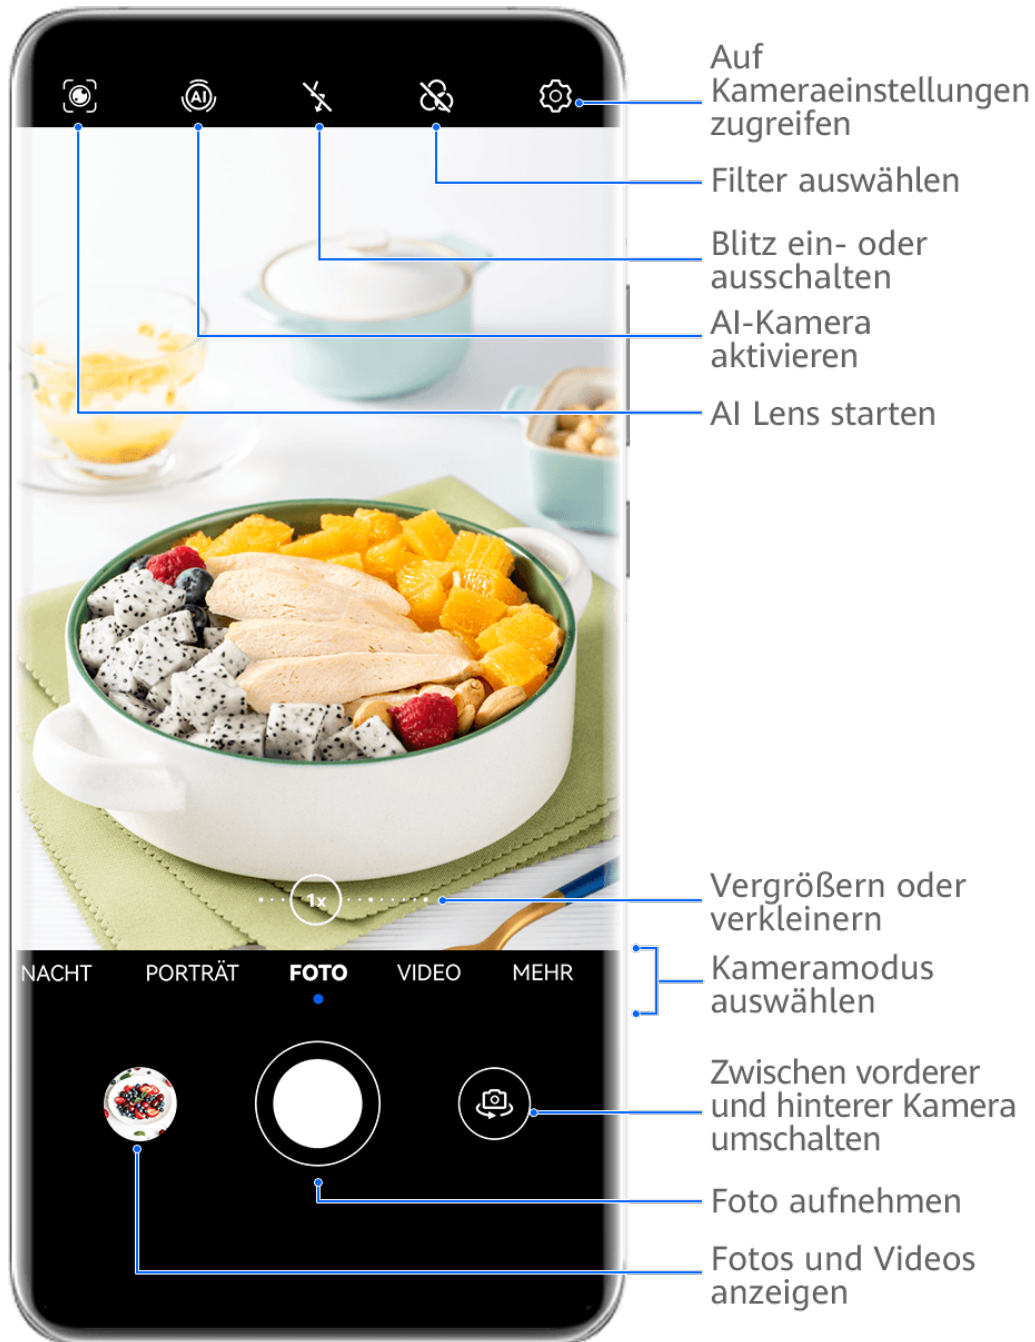 AI
Auf
Kameraeinstellungen
zugreifen
Filter auswählen
Blitz ein- oder
ausschalten
AI-Kamera
aktivieren
AI Lens starten
1x
Vergrößern oder
verkleinern
NACHT PORTRÄT FOTO VIDEO MEHR
Kameramodus
auswählen
Zwischen vorderer
und hinterer Kamera
umschalten
Foto aufnehmen
Fotos und Videos
anzeigen